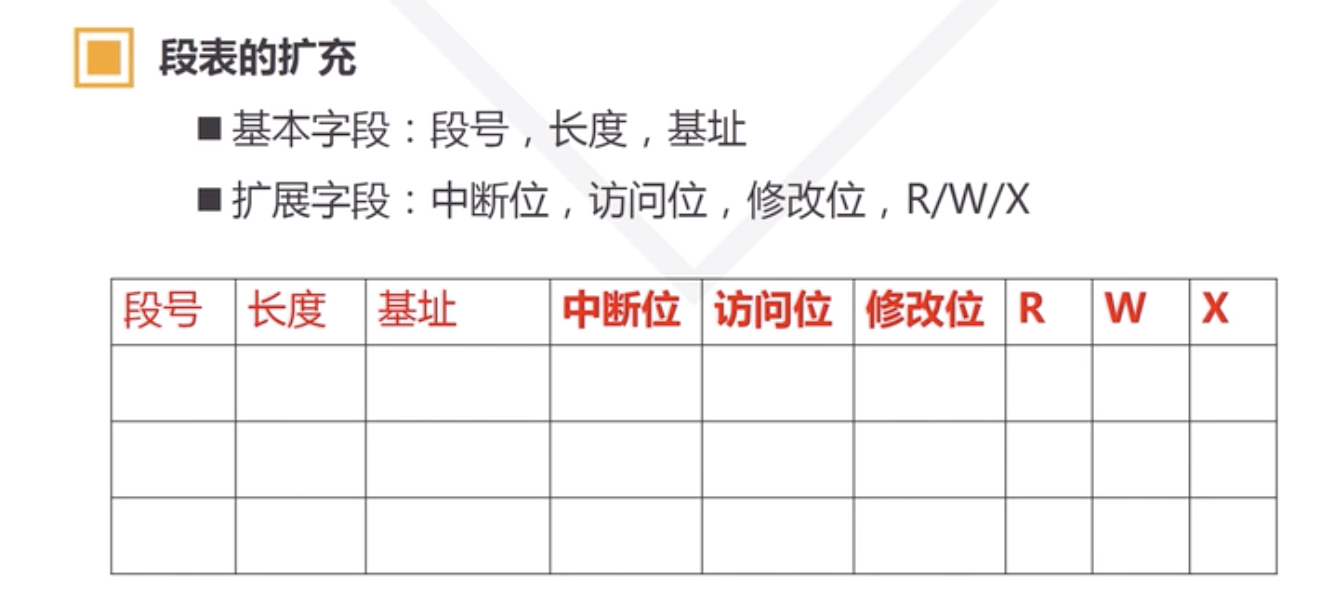 段表的扩充
■ 基本字段：段号，长度，基址
■ 扩展字段：中断位，访问位，修改位，R/W/X
段号 长度 基址 中断位 访问位 修改位 R W X